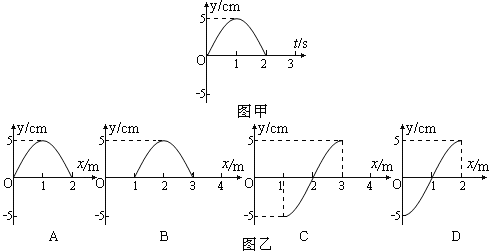 y/cm
5
t/s
O 1 2 3
-5
图甲
y/cm y/cm y/cm y/cm
5 5 5 5
x/m x/m x/m x/m
O 1 2 O 1 2 3 4 O 1 2 3 4 O 1 2
-5 -5 -5 -5
A B C D
图乙